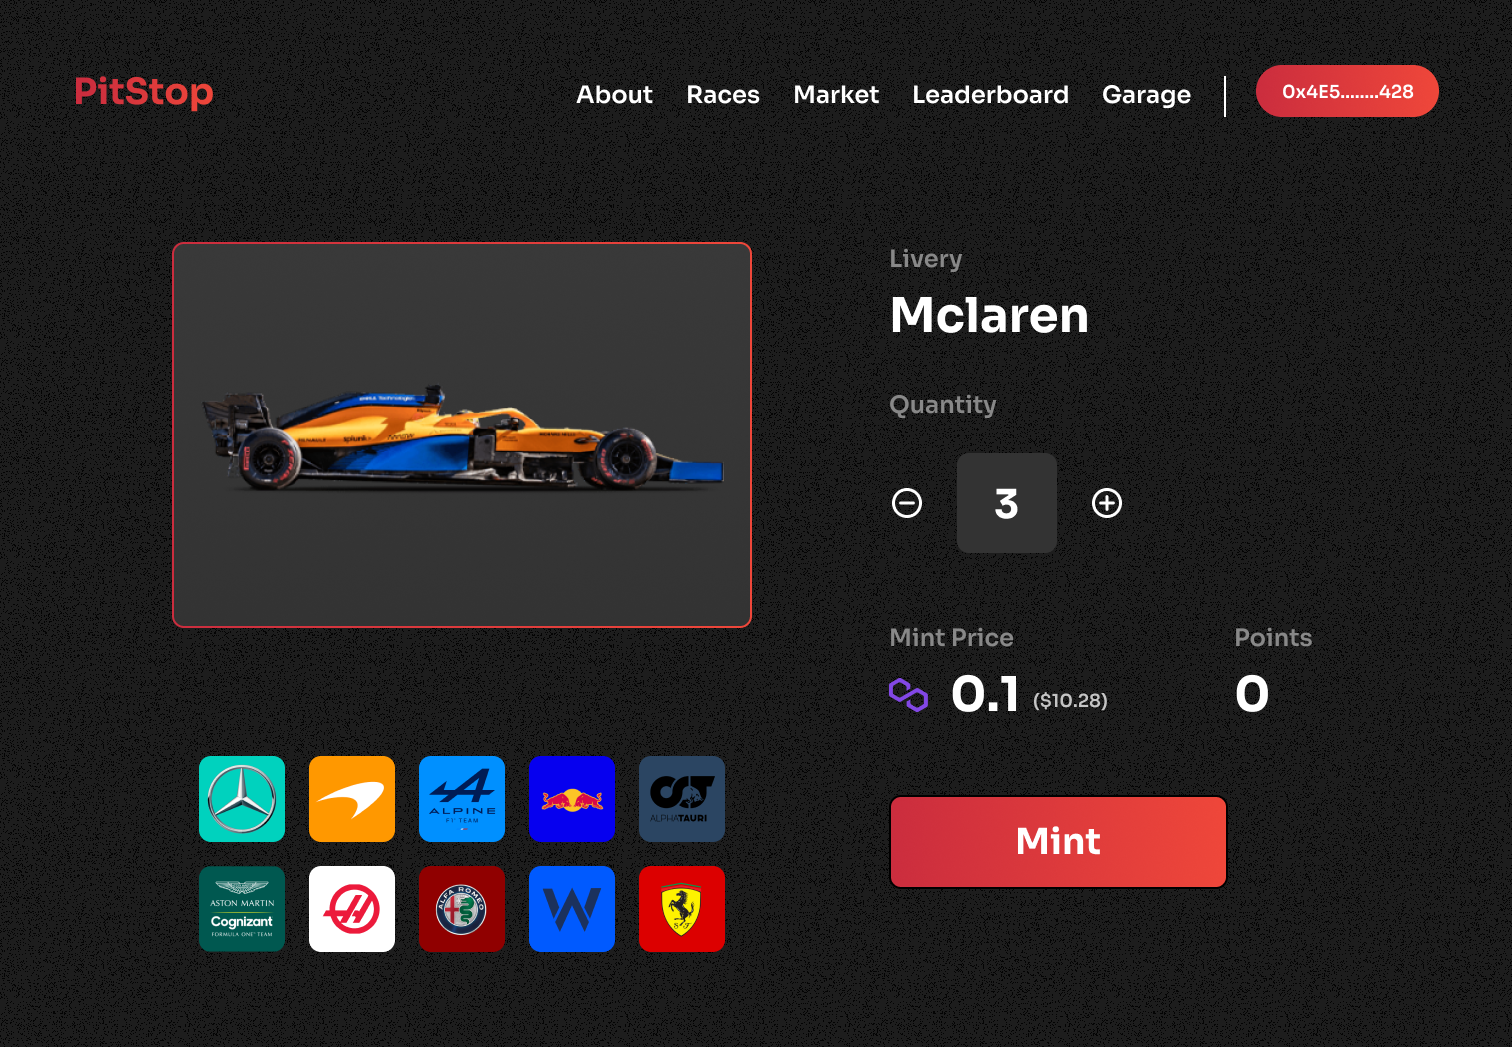 PitStop
About Races Market Leaderboard Garage 0x4E5........428
Livery
Mclaren
Quantity
3
Mint Price
0.1 ($10.28)
Points
0
Mint
ALPINE
F1 TEAM
ALPHATAURI
ASTON MARTIN
Cognizant
FORMULA ONE™ TEAM
ALFA ROMEO
S F